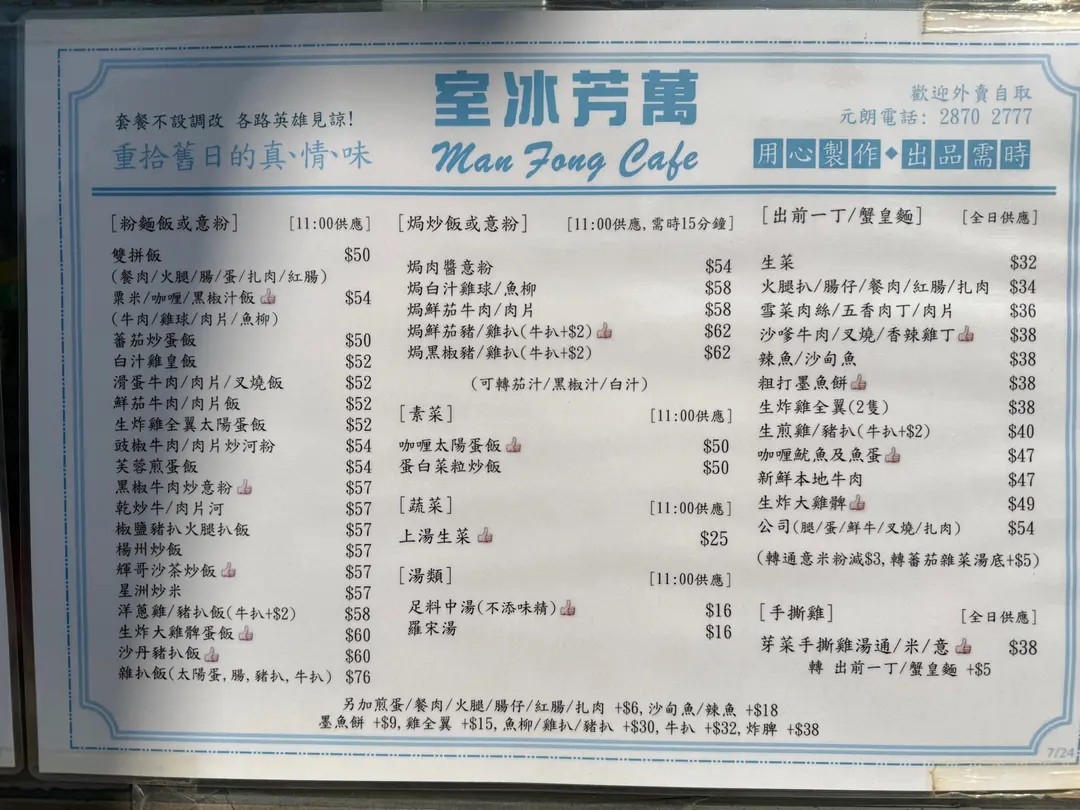 室冰芳萬
Man Fong Cafe
套餐不設調改 各路英雄見諒!
重拾舊日的真、情、味
歡迎外賣自取
元朗電話: 2870 2777
用心製作◆出品需時
[粉麵飯或意粉] [11:00供應]
雙拼飯 $50
(餐肉/火腿/腸/蛋/扎肉/紅腸)
粟米/咖喱/黑椒汁飯👍 $54
(牛肉/雞球/肉片/魚柳)
蕃茄炒蛋飯 $50
白汁雞皇飯 $52
滑蛋牛肉/肉片/叉燒飯 $52
鮮茄牛肉/肉片飯 $52
生炸雞全翼太陽蛋飯 $52
豉椒牛肉/肉片炒河粉 $54
芙蓉煎蛋飯 $54
黑椒牛肉炒意粉👍 $57
乾炒牛/肉片河 $57
椒鹽豬扒火腿扒飯 $57
楊州炒飯 $57
輝哥沙茶炒飯👍 $57
星洲炒米 $57
洋蔥雞/豬扒飯(牛扒+$2) $58
生炸大雞髀蛋飯👍 $60
沙丹豬扒飯👍 $60
雜扒飯(太陽蛋,腸,豬扒,牛扒) $76
[焗炒飯或意粉] [11:00供應,需時15分鐘]
焗肉醬意粉 $54
焗白汁雞球/魚柳 $58
焗鮮茄牛肉/肉片 $58
焗鮮茄豬/雞扒(牛扒+$2)👍 $62
焗黑椒豬/雞扒(牛扒+$2) $62
(可轉茄汁/黑椒汁/白汁)
[素菜] [11:00供應]
咖喱太陽蛋飯👍 $50
蛋白菜粒炒飯 $50
[蔬菜] [11:00供應]
上湯生菜👍 $25
[湯類] [11:00供應]
足料中湯(不添味精)👍 $16
羅宋湯 $16
[出前一丁/蟹皇麵] [全日供應]
生菜 $32
火腿扒/腸仔/餐肉/紅腸/扎肉 $34
雪菜肉絲/五香肉丁/肉片 $36
沙嗲牛肉/叉燒/香辣雞丁👍 $38
辣魚/沙甸魚 $38
粗打墨魚餅👍 $38
生炸雞全翼(2隻) $38
生煎雞/豬扒(牛扒+$2) $40
咖喱魷魚及魚蛋👍 $47
新鮮本地牛肉 $47
生炸大雞髀👍 $49
公司(腿/蛋/鮮牛/叉燒/扎肉) $54
(轉通意米粉減$3,轉蕃茄雜菜湯底+$5)
[手撕雞] [全日供應]
芽菜手撕雞湯通/米/意👍 $38
轉 出前一丁/蟹皇麵 +$5
另加煎蛋/餐肉/火腿/腸仔/紅腸/扎肉 +$6,沙甸魚/辣魚 +$18
墨魚餅 +$9,雞全翼 +$15,魚柳/雞扒/豬扒 +$30,牛扒 +$32,炸脾 +$38
7/24